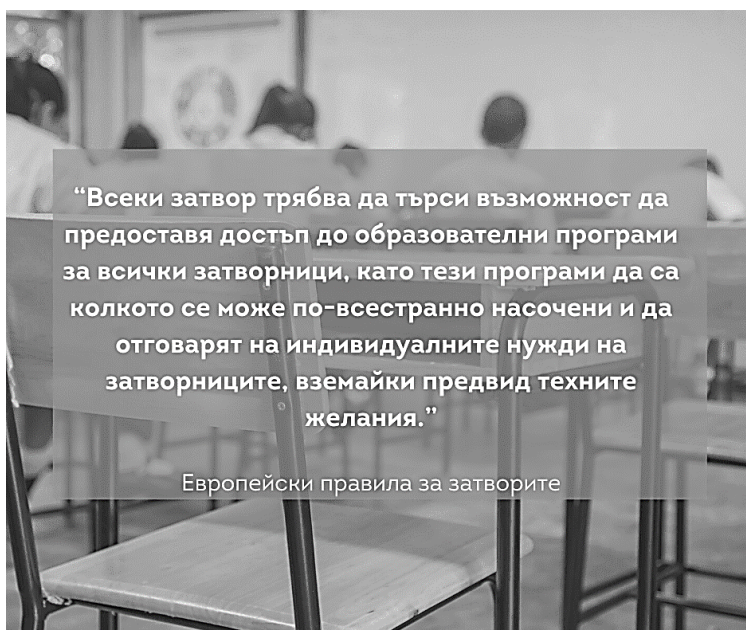 “Всеки затвор трябва да търси възможност да
предоставя достъп до образователни програми
за всички затворници, като тези програми да са
колкото се може по-всестранно насочени и да
отговарят на индивидуалните нужди на
затворниците, вземайки предвид техните
желания.”
Европейски правила за затворите